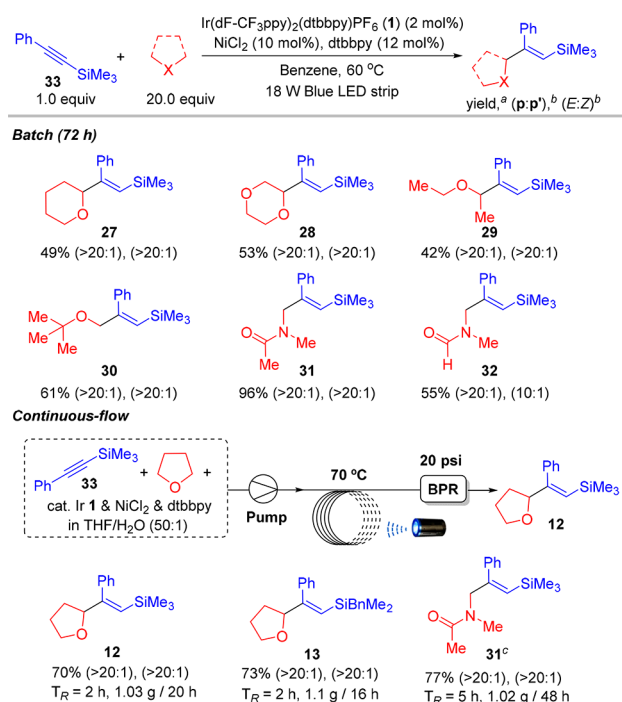 Ir(dF-CF3ppy)2(dtbbpy)PF6 (1) (2 mol%)
NiCl2 (10 mol%), dtbbpy (12 mol%)
Benzene, 60 ºC
18 W Blue LED strip
Ph
SiMe3
33
1.0 equiv
+
X
20.0 equiv
Ph
SiMe3
X
yield,a (p:p'),b (E:Z)b
Batch (72 h)
Ph
SiMe3
O
27
49% (>20:1), (>20:1)
Ph
SiMe3
O
O
28
53% (>20:1), (>20:1)
Ph
SiMe3
Me
O
Me
29
42% (>20:1), (>20:1)
Ph
SiMe3
Me
O
Me
Me
30
61% (>20:1), (>20:1)
Ph
SiMe3
N
Me
O
Me
31
96% (>20:1), (>20:1)
Ph
SiMe3
N
Me
O
H
32
55% (>20:1), (10:1)
Continuous-flow
SiMe3
33
Ph
+
O
+
cat. Ir 1 & NiCl2 & dtbbpy
in THF/H2O (50:1)
Pump
70 ºC
20 psi
BPR
Ph
SiMe3
O
12
Ph
SiMe3
O
12
70% (>20:1), (>20:1)
TR = 2 h, 1.03 g / 20 h
Ph
SiBnMe2
O
13
73% (>20:1), (>20:1)
TR = 2 h, 1.1 g / 16 h
Ph
SiMe3
N
Me
O
Me
31c
77% (>20:1), (>20:1)
TR = 5 h, 1.02 g / 48 h